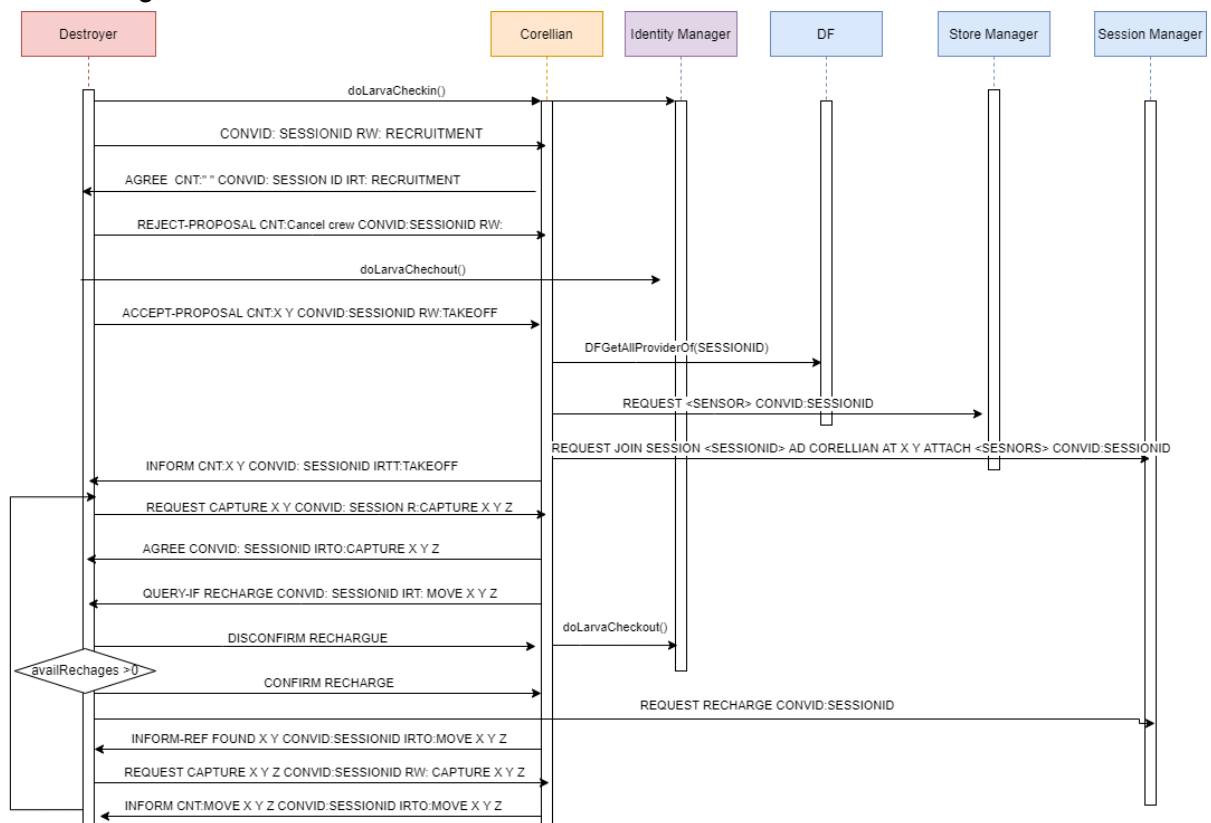 Destroyer
Corellian
Identity Manager
DF
Store Manager
Session Manager
doLarvaCheckin()
CONVID: SESSIONID RW: RECRUITMENT
AGREE CNT:" " CONVID: SESSION ID IRT: RECRUITMENT
REJECT-PROPOSAL CNT:Cancel crew CONVID:SESSIONID RW:
doLarvaChechout()
ACCEPT-PROPOSAL CNT:X Y CONVID:SESSIONID RW:TAKEOFF
DFGetAllProviderOf(SESSIONID)
REQUEST <SENSOR> CONVID:SESSIONID
REQUEST JOIN SESSION <SESSIONID> AD CORELLIAN AT X Y ATTACH <SESNORS> CONVID:SESSIONID
INFORM CNT:X Y CONVID: SESSIONID IRTT:TAKEOFF
REQUEST CAPTURE X Y CONVID: SESSION R:CAPTURE X Y Z
AGREE CONVID: SESSIONID IRTO:CAPTURE X Y Z
QUERY-IF RECHARGE CONVID: SESSIONID IRT: MOVE X Y Z
doLarvaCheckout()
DISCONFIRM RECHARGUE
availRechages >0
CONFIRM RECHARGE
REQUEST RECHARGE CONVID:SESSIONID
INFORM-REF FOUND X Y CONVID:SESSIONID IRTO:MOVE X Y Z
REQUEST CAPTURE X Y Z CONVID:SESSIONID RW: CAPTURE X Y Z
INFORM CNT:MOVE X Y Z CONVID:SESSIONID IRTO:MOVE X Y Z